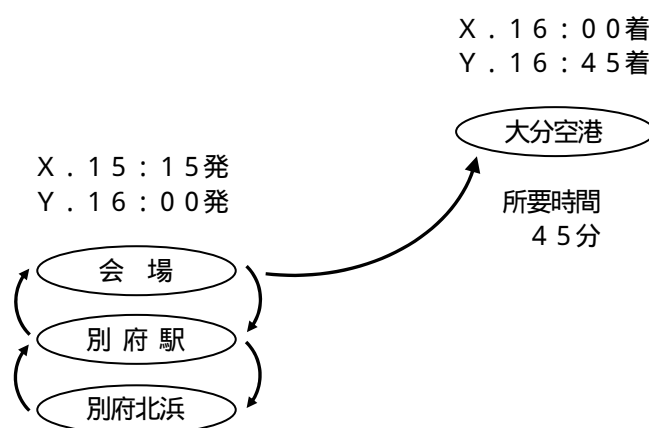 X．16：00着
Y．16：45着
大分空港
X．15：15発
Y．16：00発
所要時間
45分
会　場
別 府 駅
別府北浜